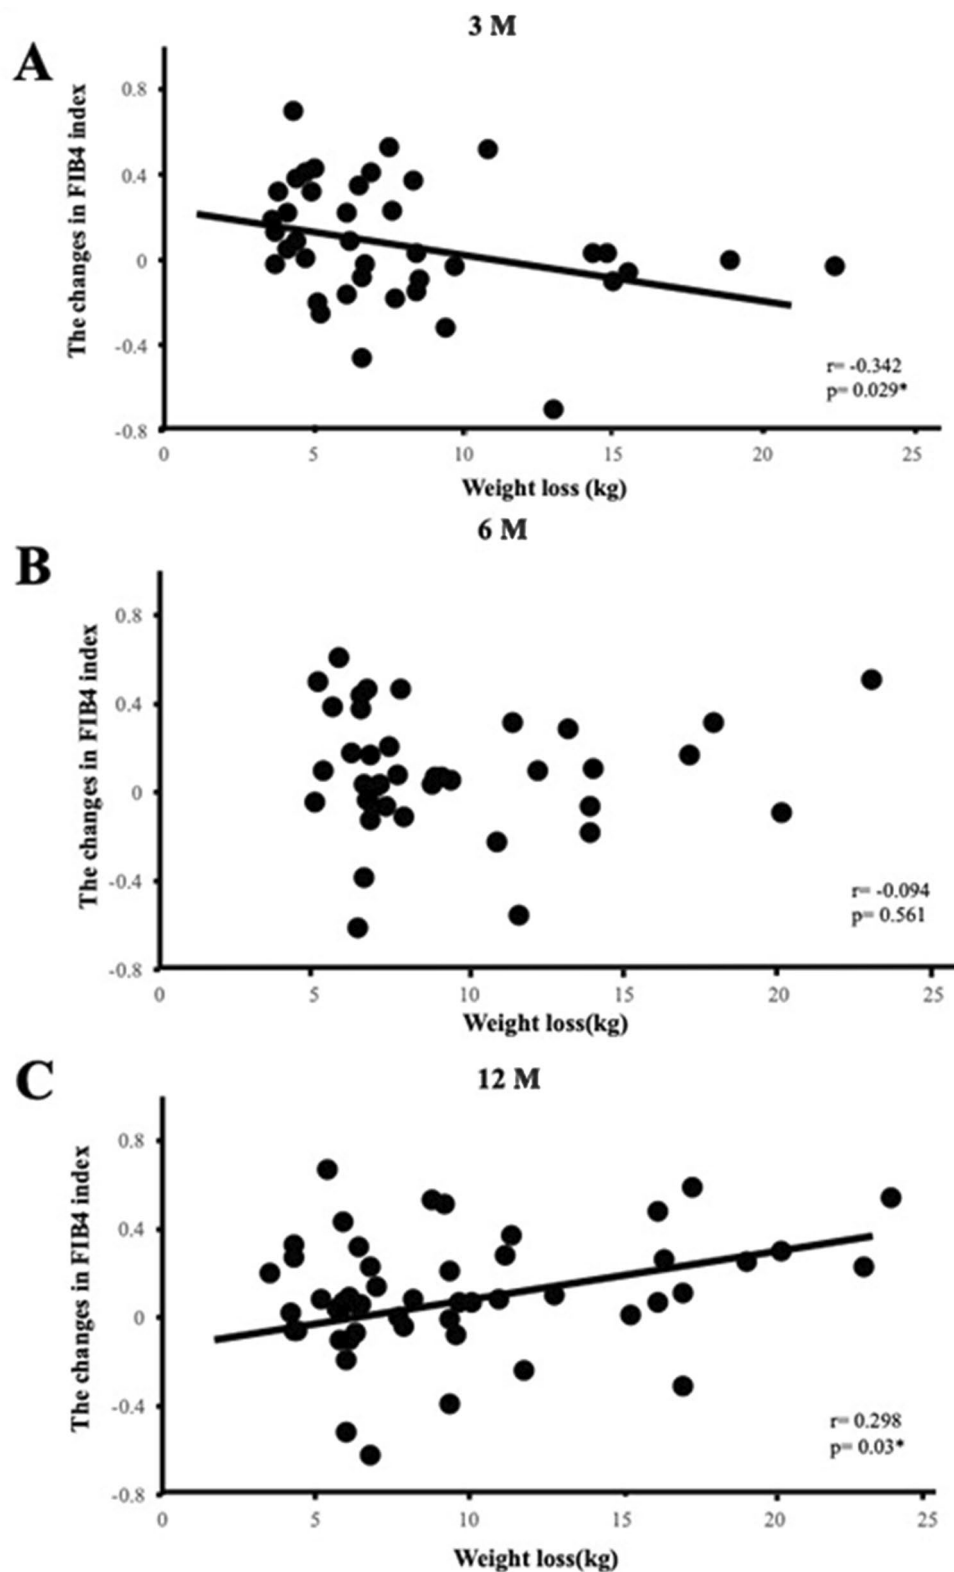 3 M
A
The changes in FIB4 index
0.8
0.4
0
-0.4
-0.8
0 5 10 15 20 25
r= -0.342
p= 0.029*
Weight loss (kg)
6 M
B
The changes in FIB4 index
0.8
0.4
0
-0.4
-0.8
0 5 10 15 20 25
r= -0.094
p= 0.561
Weight loss(kg)
C
12 M
The changes in FIB4 index
0.8
0.4
0
-0.4
-0.8
0 5 10 15 20 25
r= 0.298
p= 0.03*
Weight loss(kg)